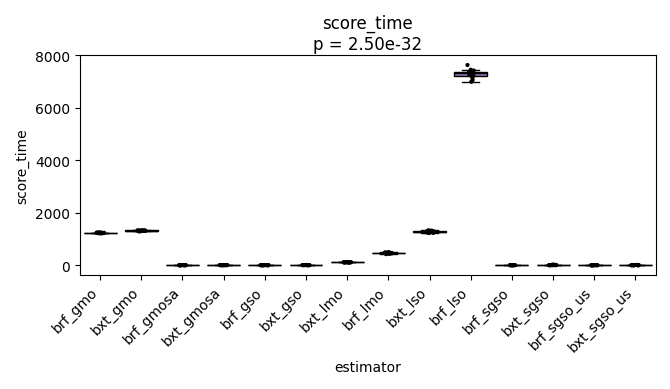 score_time
p = 2.50e-32
score_time
8000
6000
4000
2000
0
brf_gmo
bxt_gmo
brf_gmosa
bxt_gmosa
brf_gso
bxt_gso
bxt_lmo
brf_lmo
bxt_lso
brf_lso
brf_sgso
bxt_sgso
brf_sgso_us
bxt_sgso_us
estimator